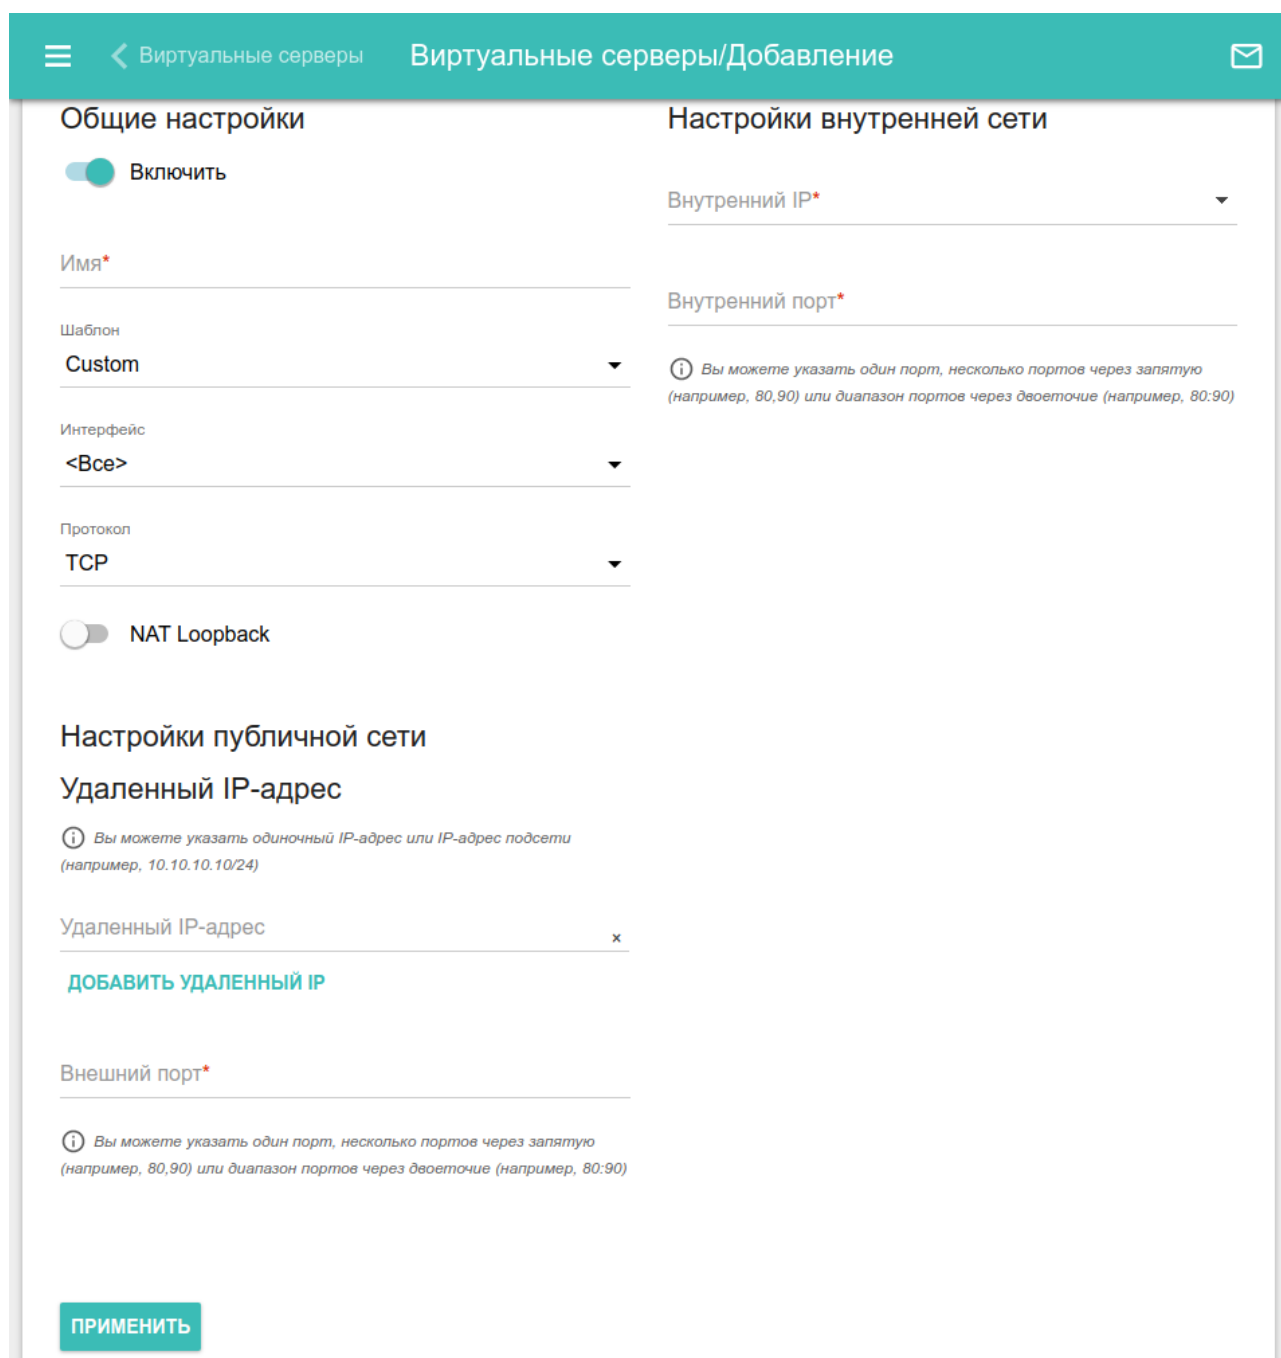 Виртуальные серверы
Виртуальные серверы/Добавление
Общие настройки
Включить
Имя*
Шаблон
Custom
Интерфейс
<Все>
Протокол
TCP
NAT Loopback
Настройки публичной сети
Удаленный IP-адрес
Вы можете указать одиночный IP-адрес или IP-адрес подсети
(например, 10.10.10.10/24)
Удаленный IP-адрес
×
ДОБАВИТЬ УДАЛЕННЫЙ IP
Внешний порт*
Вы можете указать один порт, несколько портов через запятую
(например, 80,90) или диапазон портов через двоеточие (например, 80:90)
ПРИМЕНИТЬ
Настройки внутренней сети
Внутренний IP*
Внутренний порт*
Вы можете указать один порт, несколько портов через запятую
(например, 80,90) или диапазон портов через двоеточие (например, 80:90)